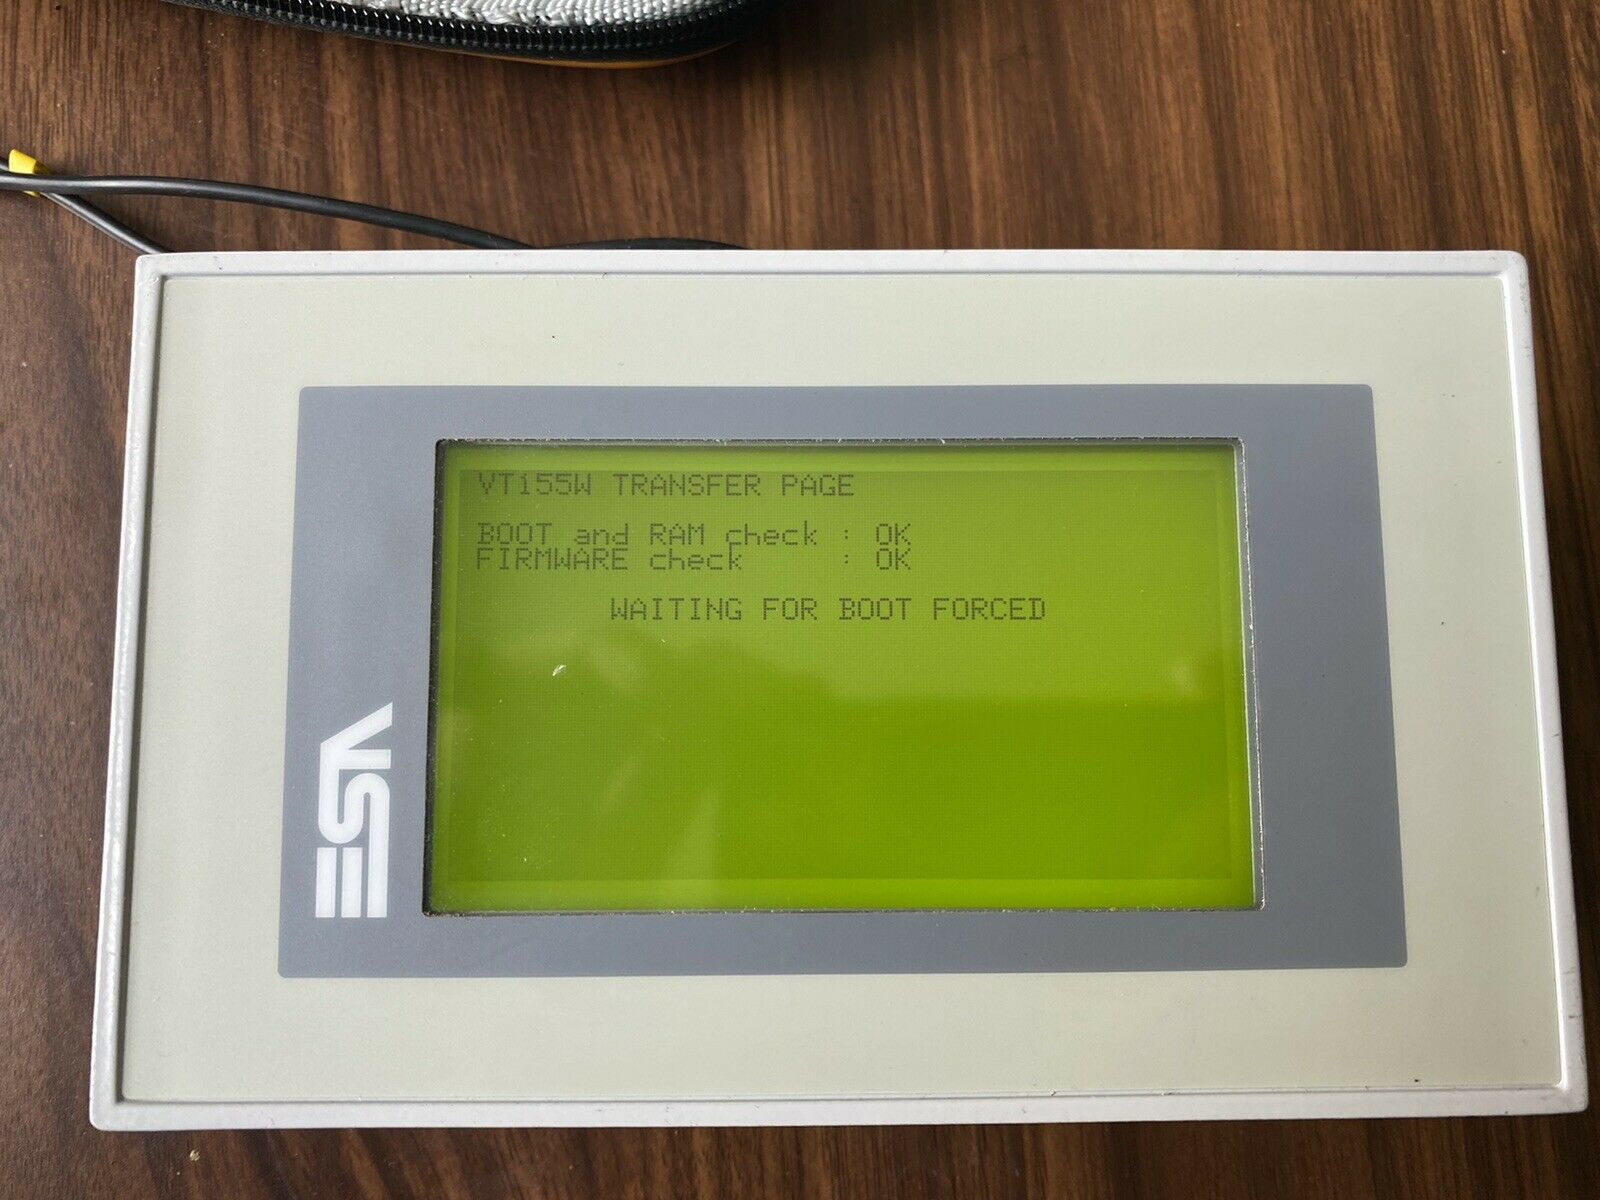 VT155W TRANSFER PAGE
BOOT and RAM check : OK
FIRMWARE check : OK
WAITING FOR BOOT FORCED
ESA